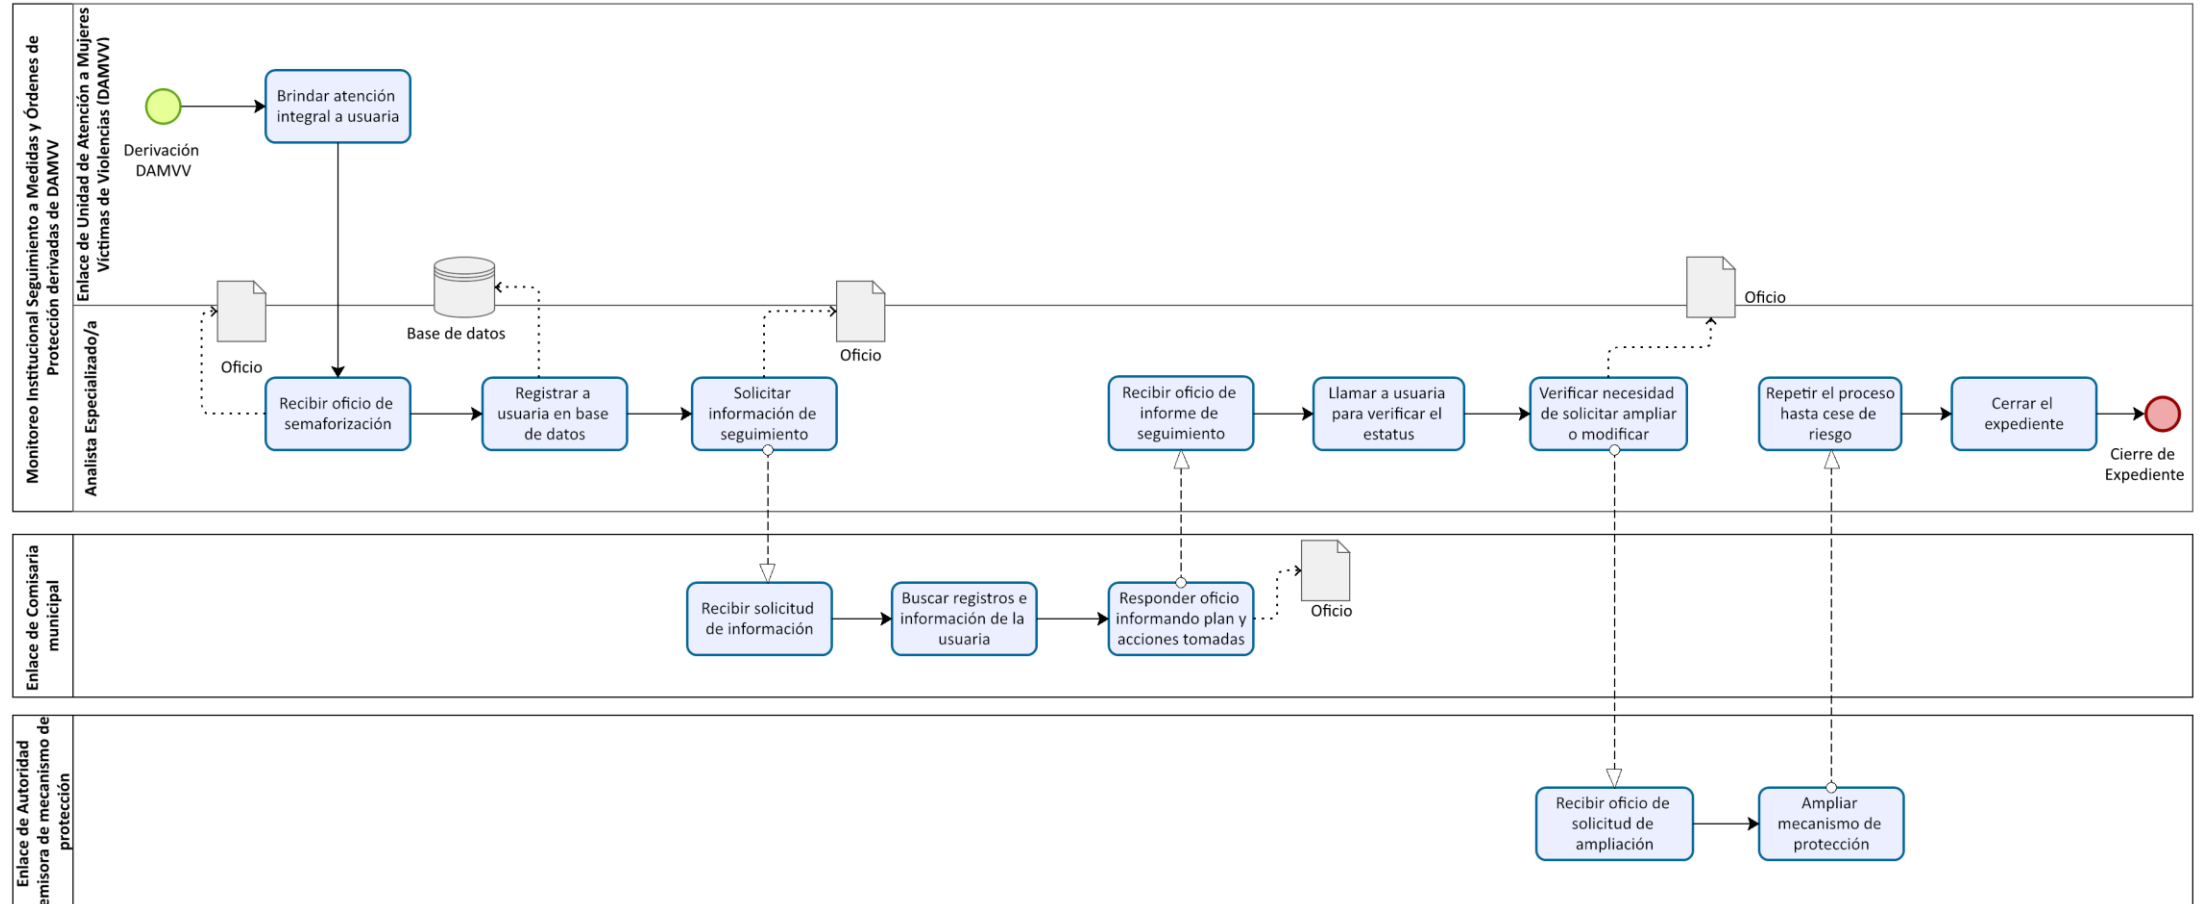 Monitoreo Institucional Seguimiento a Medidas y Órdenes de
Protección derivadas de DAMVV
Enlace de Unidad de Atención a Mujeres
Víctimas de Violencias (DAMVV)
Derivación
DAMVV
Brindar atención
integral a usuaria
Analista Especializado/a
Oficio
Base de datos
Oficio
Oficio
Recibir oficio de
semaforización
Registrar a
usuaria en base
de datos
Solicitar
información de
seguimiento
Recibir oficio de
informe de
seguimiento
Llamar a usuaria
para verificar el
estatus
Verificar necesidad
de solicitar ampliar
o modificar
Repetir el proceso
hasta cese de
riesgo
Cerrar el
expediente
Cierre de
Expediente
Enlace de Comisaria
municipal
Recibir solicitud
de información
Buscar registros e
información de la
usuaria
Responder oficio
informando plan y
acciones tomadas
Oficio
Enlace de Autoridad
emisora de mecanismo de
protección
Recibir oficio de
solicitud de
ampliación
Ampliar
mecanismo de
protección